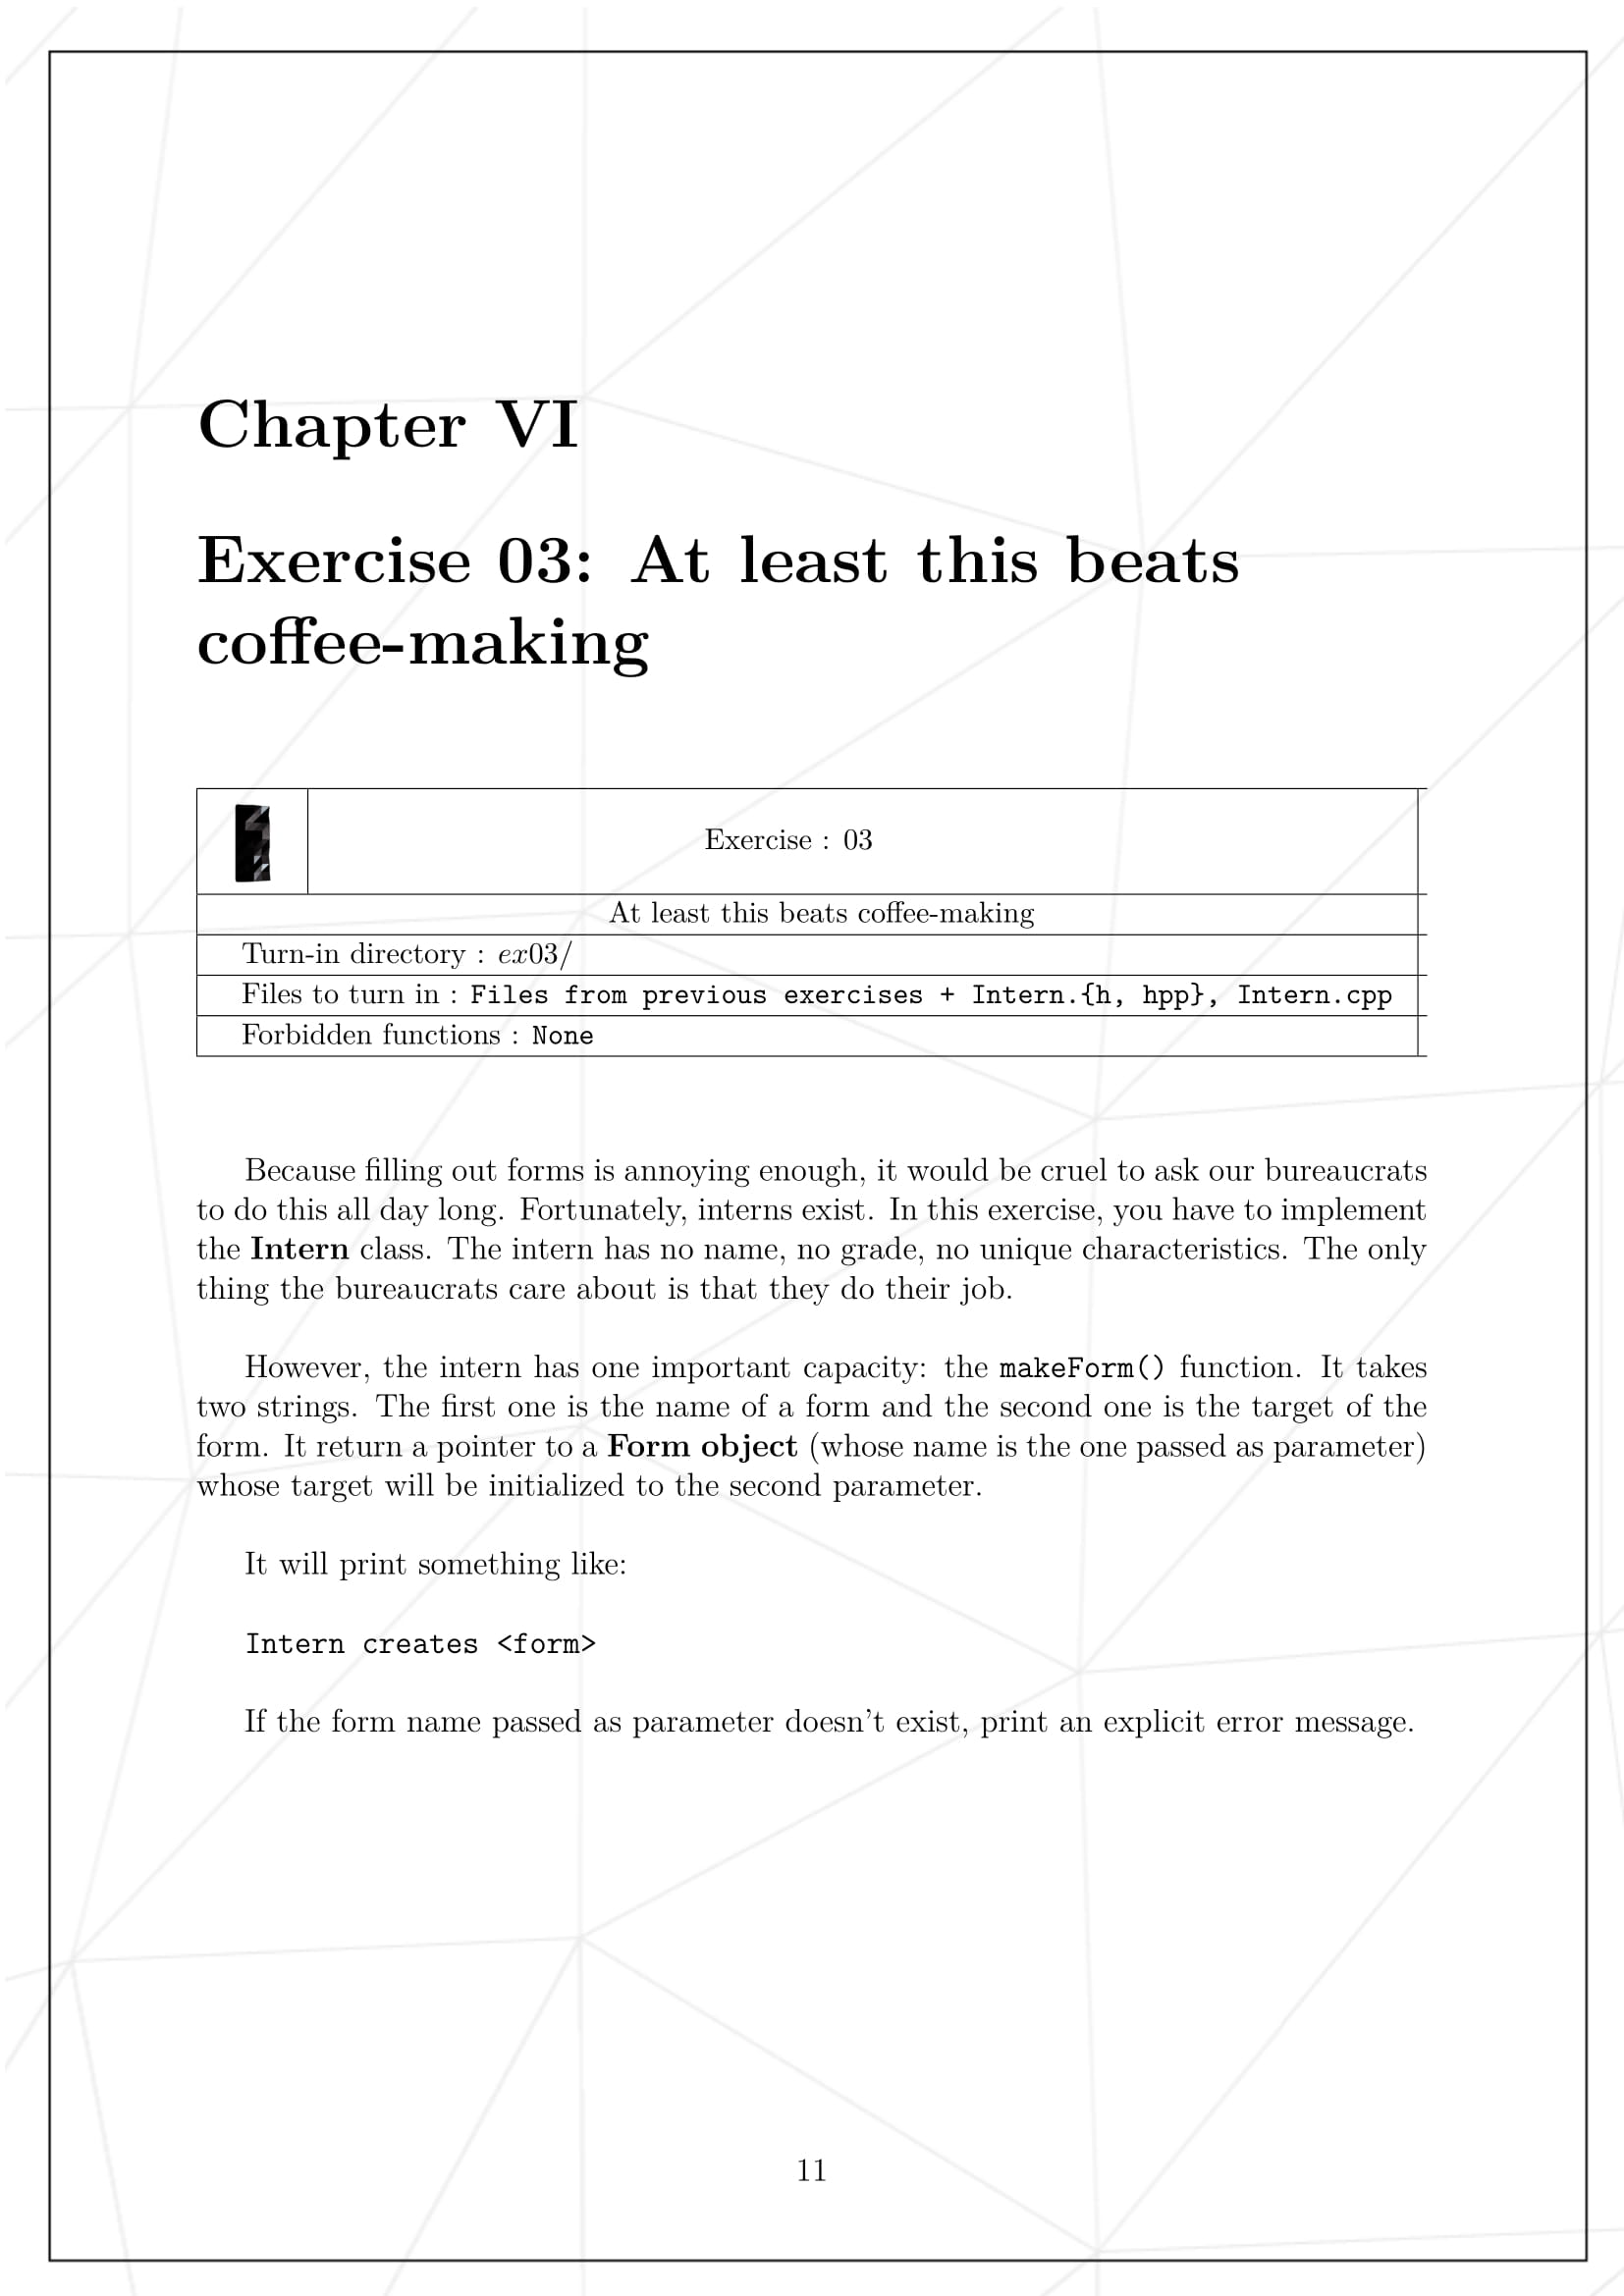 Chapter VI
Exercise 03: At least this beats
coffee-making
Exercise : 03
At least this beats coffee-making
Turn-in directory : ex03/
Files to turn in : Files from previous exercises + Intern.{h, hpp}, Intern.cpp
Forbidden functions : None
Because filling out forms is annoying enough, it would be cruel to ask our bureaucrats
to do this all day long. Fortunately, interns exist. In this exercise, you have to implement
the Intern class. The intern has no name, no grade, no unique characteristics. The only
thing the bureaucrats care about is that they do their job.
However, the intern has one important capacity: the makeForm() function. It takes
two strings. The first one is the name of a form and the second one is the target of the
form. It return a pointer to a Form object (whose name is the one passed as parameter)
whose target will be initialized to the second parameter.
It will print something like:
Intern creates <form>
If the form name passed as parameter doesn't exist, print an explicit error message.
11